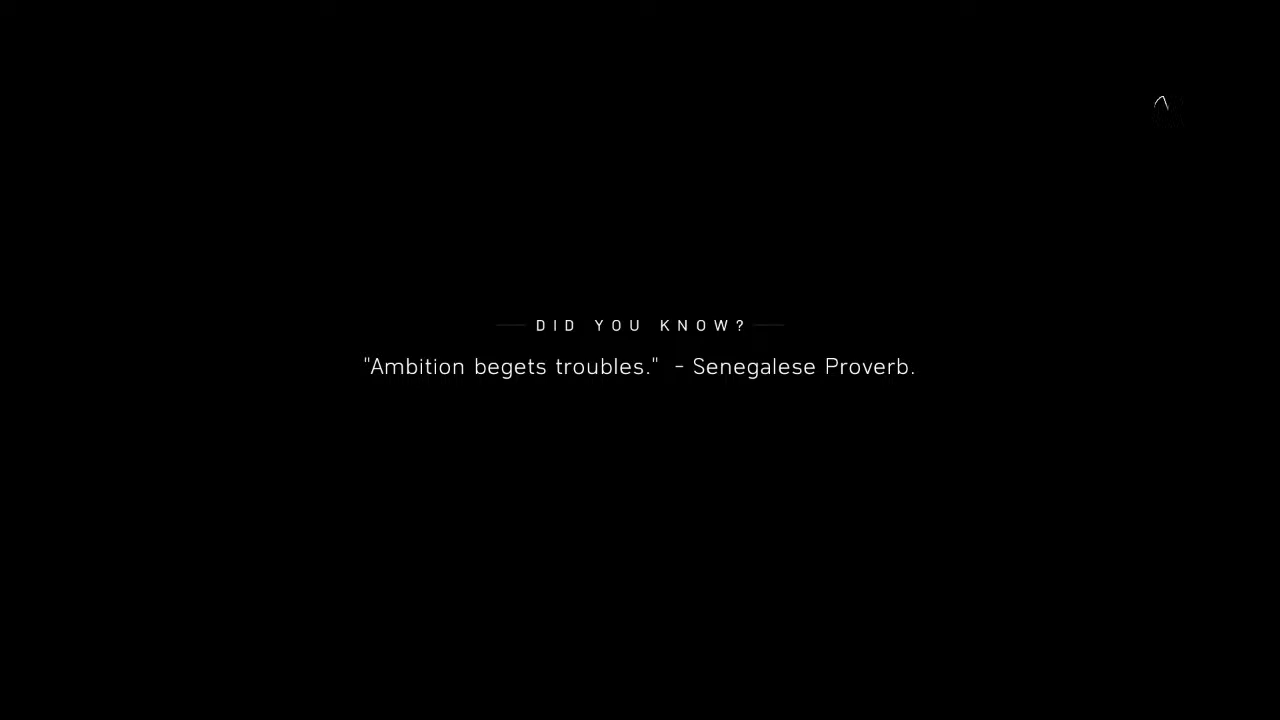 DID YOU KNOW?
"Ambition begets troubles."  - Senegalese Proverb.